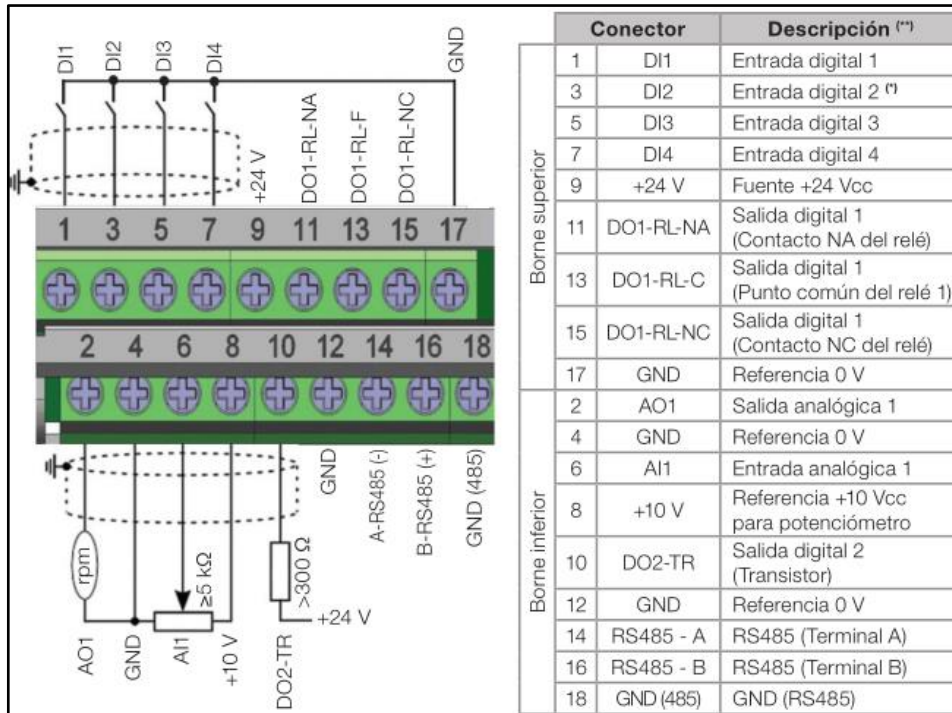 DI1
DI2
DI3
DI4
GND
+24 V
DO1-RL-NA
DO1-RL-F
DO1-RL-NC
1 3 5 7 9 11 13 15 17
2 4 6 8 10 12 14 16 18
rpm
≥5 kΩ
>300 Ω
+24 V
AO1
GND
AI1
+10 V
DO2-TR
GND
A-RS485 (-)
B-RS485 (+)
GND (485)
Conector Descripción (**)
Borne superior
1 DI1 Entrada digital 1
3 DI2 Entrada digital 2 (*)
5 DI3 Entrada digital 3
7 DI4 Entrada digital 4
9 +24 V Fuente +24 Vcc
11 DO1-RL-NA Salida digital 1
(Contacto NA del relé)
13 DO1-RL-C Salida digital 1
(Punto común del relé 1)
15 DO1-RL-NC Salida digital 1
(Contacto NC del relé)
17 GND Referencia 0 V
Borne inferior
2 AO1 Salida analógica 1
4 GND Referencia 0 V
6 AI1 Entrada analógica 1
8 +10 V Referencia +10 Vcc
para potenciómetro
10 DO2-TR Salida digital 2
(Transistor)
12 GND Referencia 0 V
14 RS485 - A RS485 (Terminal A)
16 RS485 - B RS485 (Terminal B)
18 GND (485) GND (RS485)